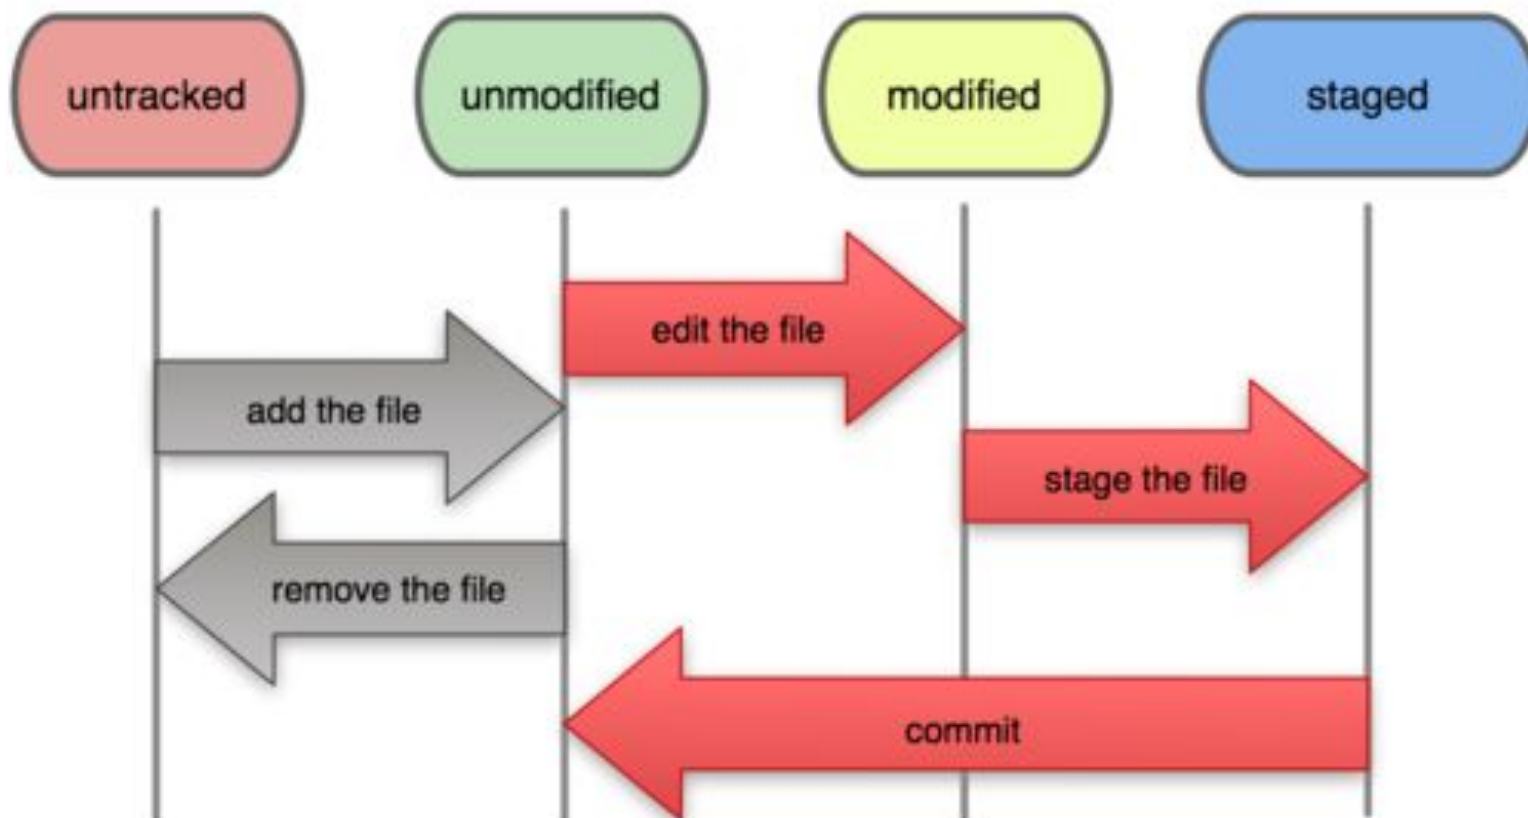 untracked
unmodified
modified
staged
edit the file
add the file
stage the file
remove the file
commit